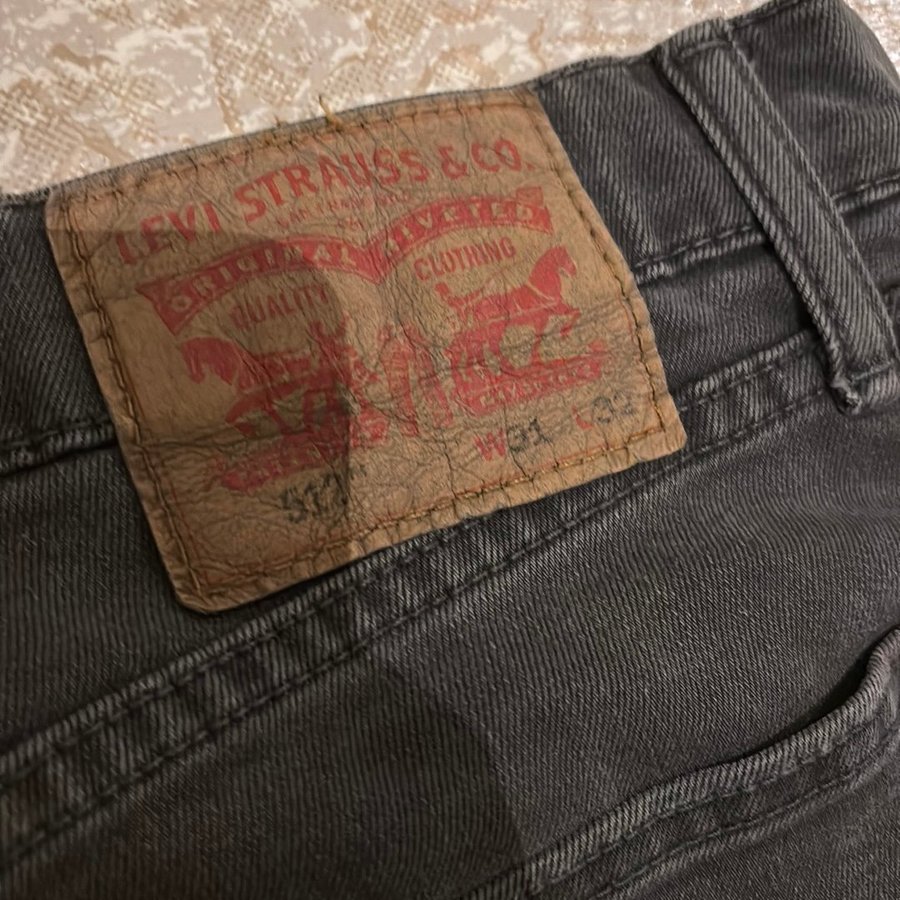 LEVI STRAUSS & CO.
ORIGINAL RIVETED
QUALITY CLOTHING
W31 L32